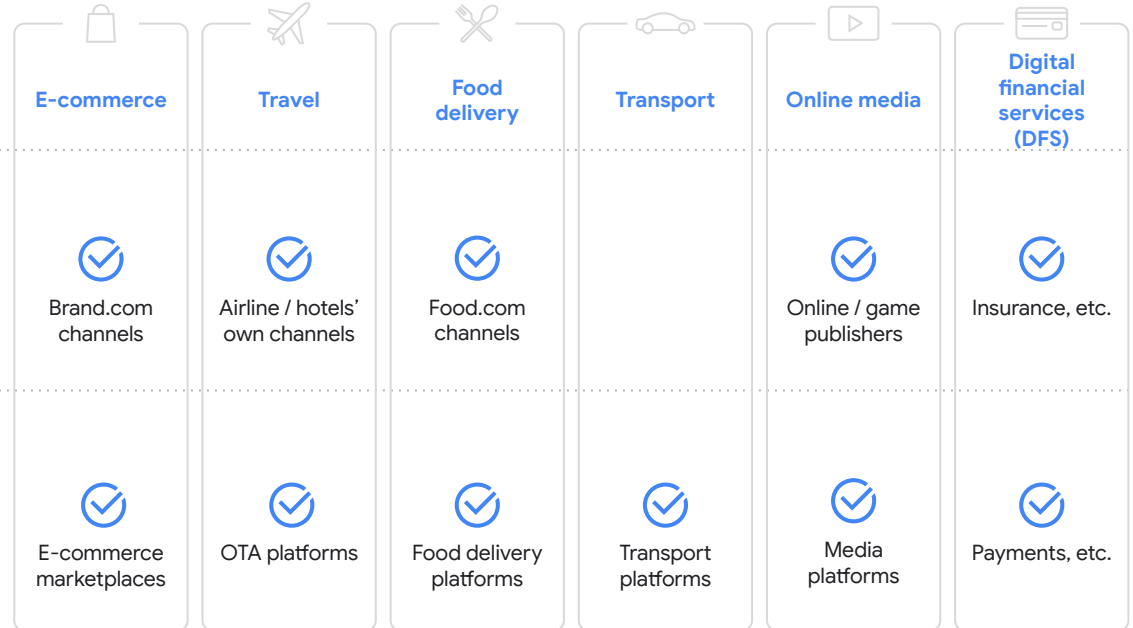 E-commerce
Travel
Food
delivery
Transport
Online media
Digital
financial
services
(DFS)
Brand.com
channels
Airline / hotels’
own channels
Food.com
channels
Online / game
publishers
Insurance, etc.
E-commerce
marketplaces
OTA platforms
Food delivery
platforms
Transport
platforms
Media
platforms
Payments, etc.